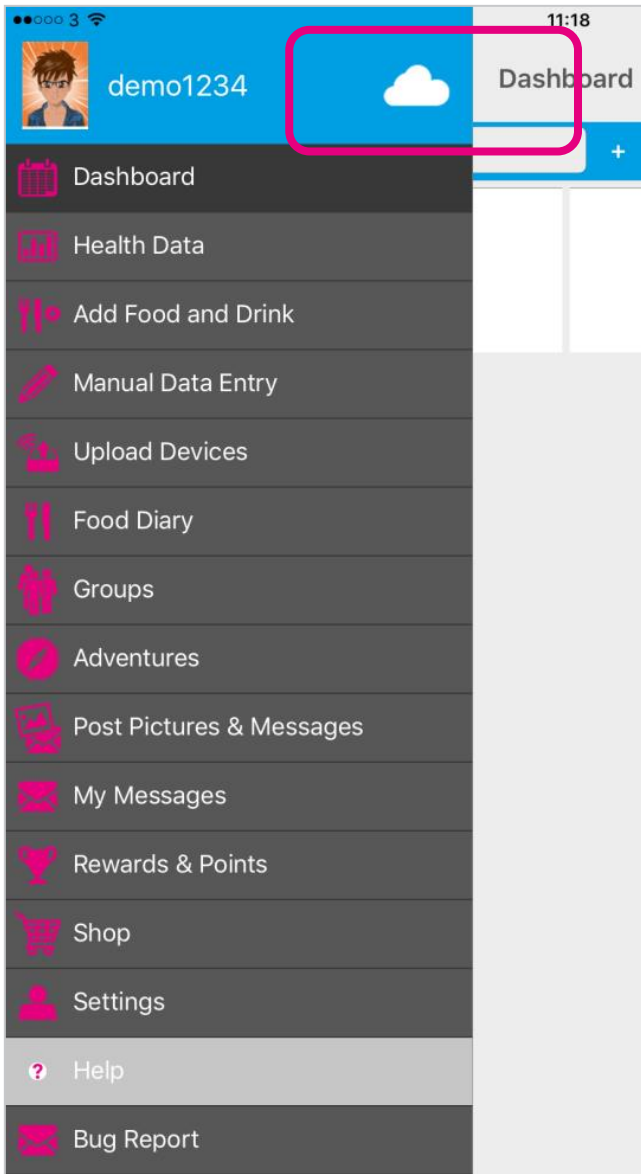 3 11:18
demo1234
Dashboard
+
Dashboard
Health Data
Add Food and Drink
Manual Data Entry
Upload Devices
Food Diary
Groups
Adventures
Post Pictures & Messages
My Messages
Rewards & Points
Shop
Settings
? Help
Bug Report